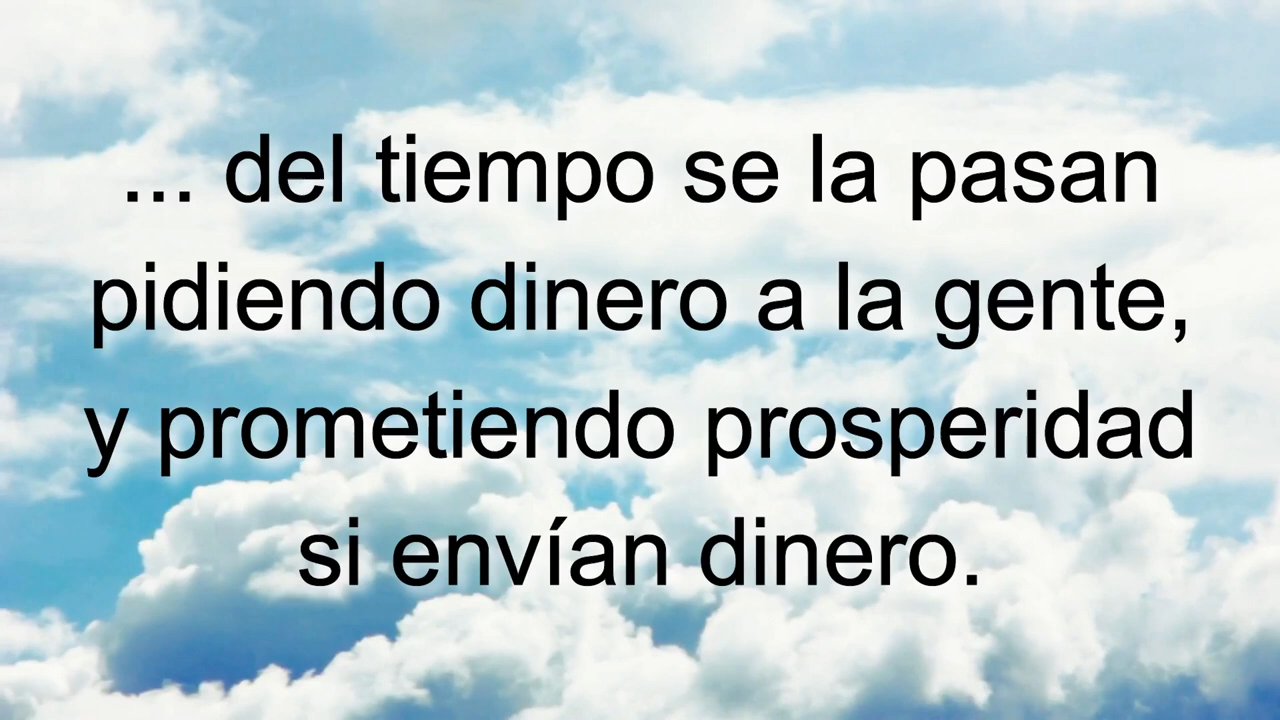 ... del tiempo se la pasan
pidiendo dinero a la gente,
y prometiendo prosperidad
si envían dinero.